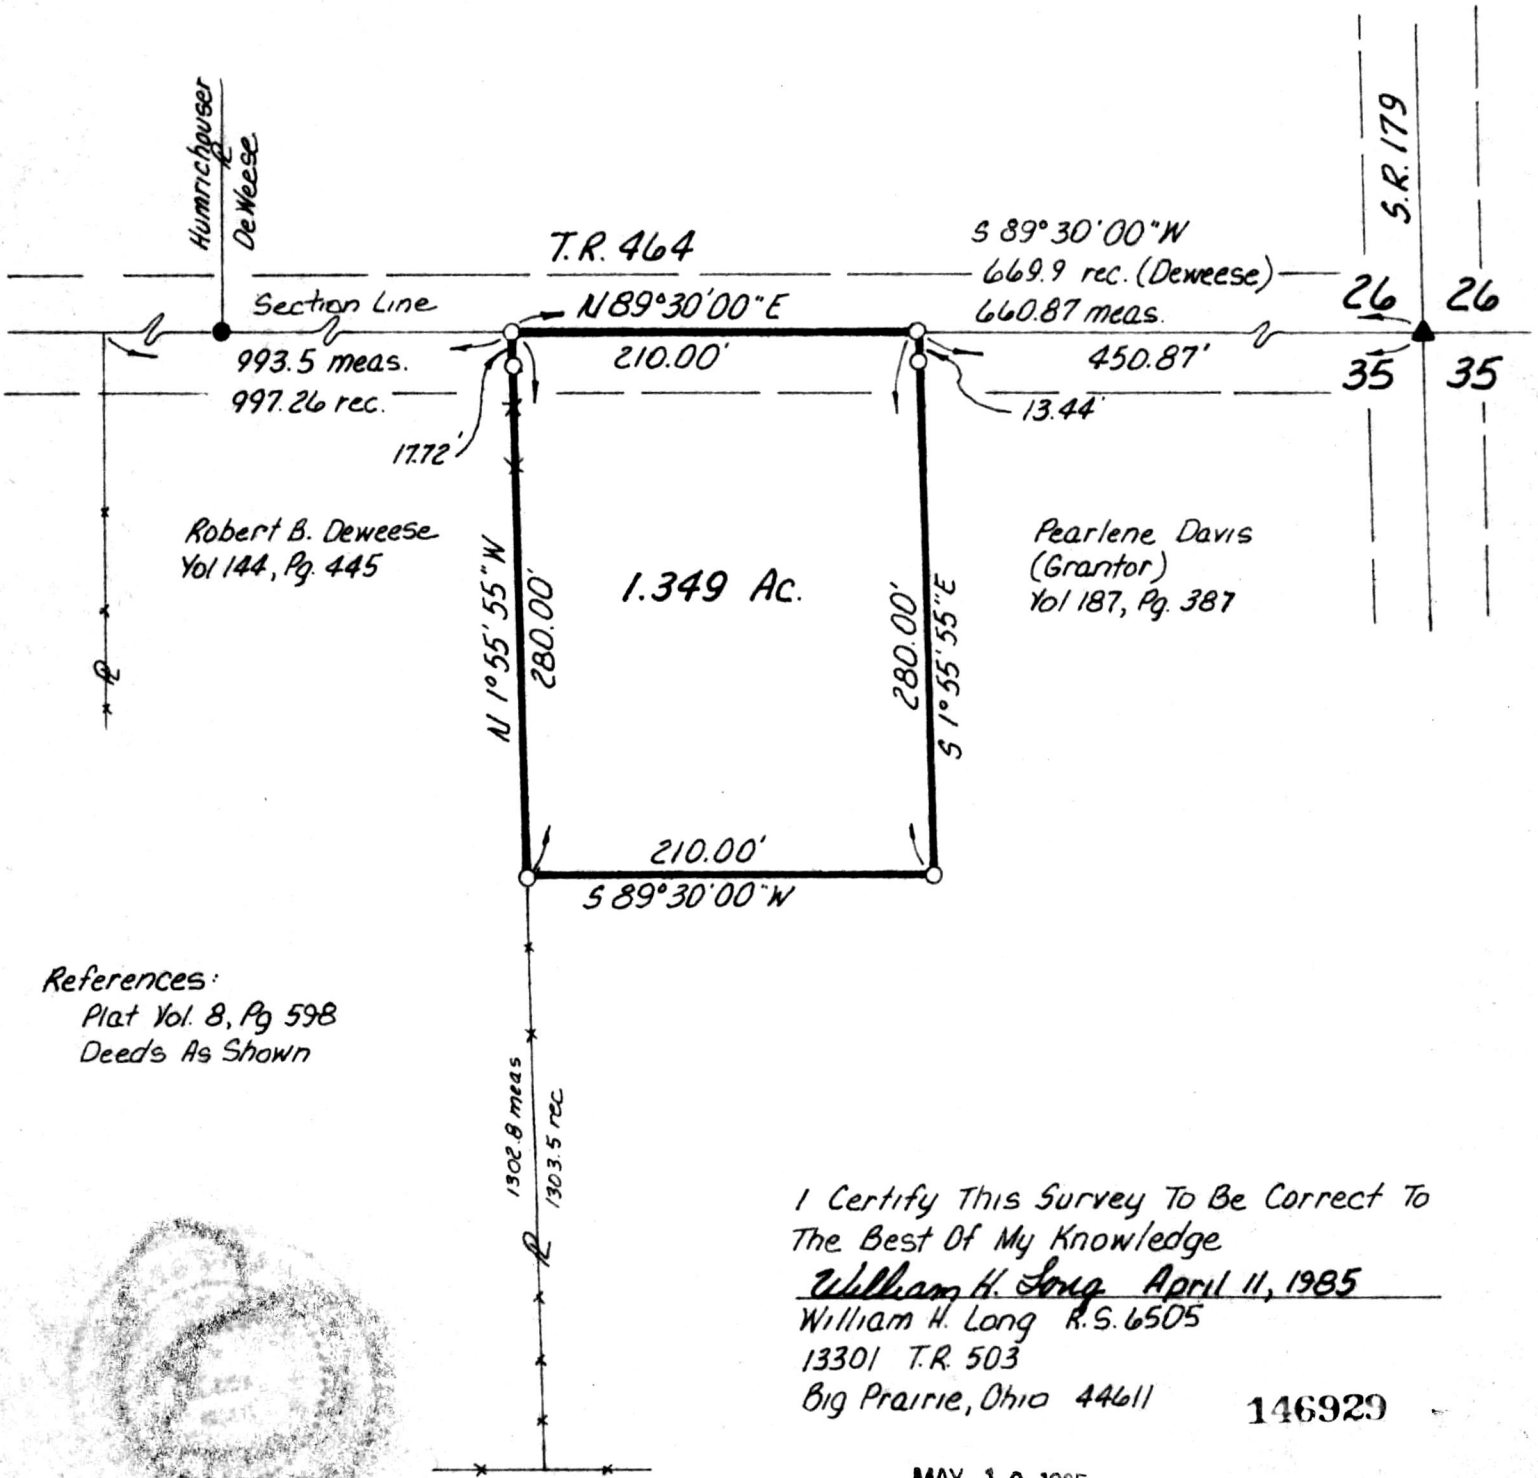 Humrichouser
DeWeese
S.R. 179
T.R. 464
S 89°30'00"W
669.9 rec. (Deweese)
660.87 meas.
26 26
Section Line
N 89°30'00"E
993.5 meas.
210.00'
450.87'
35 35
997.26 rec.
13.44'
17.72'
Robert B. Deweese
Vol 144, Pg. 445
Pearlene Davis
(Grantor)
Vol 187, Pg. 387
N 1°55'55"W
280.00'
1.349 Ac.
280.00'
S 1°55'55"E
210.00'
S 89°30'00"W
References:
Plat Vol. 8, Pg 598
Deeds As Shown
1302.8 meas
1303.5 rec
I Certify This Survey To Be Correct To
The Best Of My Knowledge
William H. Long April 11, 1985
William H. Long R.S. 6505
13301 T.R. 503
Big Prairie, Ohio 44611
146929